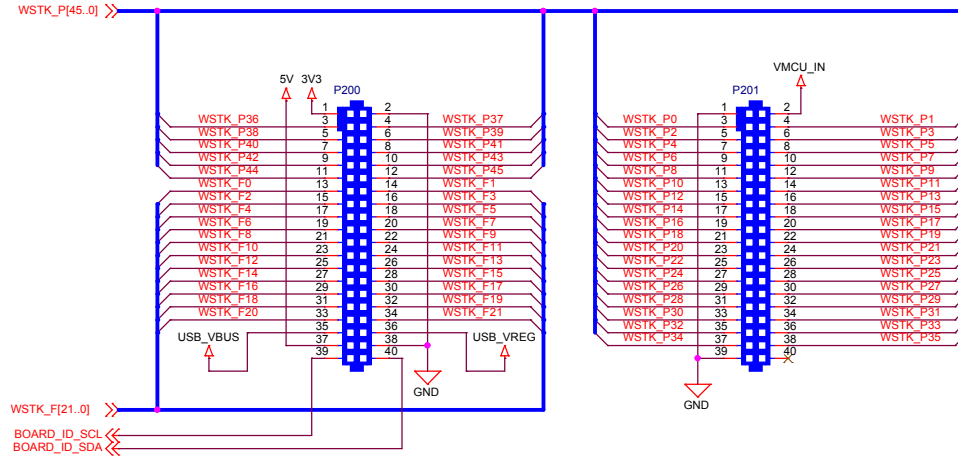 WSTK_P[45..0]
VMCU_IN
5V 3V3
P200 P201
1 2 1 2
WSTK_P36 3 4 WSTK_P37 WSTK_P0 3 4 WSTK_P1
WSTK_P38 5 6 WSTK_P39 WSTK_P2 5 6 WSTK_P3
WSTK_P40 7 8 WSTK_P41 WSTK_P4 7 8 WSTK_P5
WSTK_P42 9 10 WSTK_P43 WSTK_P6 9 10 WSTK_P7
WSTK_P44 11 12 WSTK_P45 WSTK_P8 11 12 WSTK_P9
WSTK_F0 13 14 WSTK_F1 WSTK_P10 13 14 WSTK_P11
WSTK_F2 15 16 WSTK_F3 WSTK_P12 15 16 WSTK_P13
WSTK_F4 17 18 WSTK_F5 WSTK_P14 17 18 WSTK_P15
WSTK_F6 19 20 WSTK_F7 WSTK_P16 19 20 WSTK_P17
WSTK_F8 21 22 WSTK_F9 WSTK_P18 21 22 WSTK_P19
WSTK_F10 23 24 WSTK_F11 WSTK_P20 23 24 WSTK_P21
WSTK_F12 25 26 WSTK_F13 WSTK_P22 25 26 WSTK_P23
WSTK_F14 27 28 WSTK_F15 WSTK_P24 27 28 WSTK_P25
WSTK_F16 29 30 WSTK_F17 WSTK_P26 29 30 WSTK_P27
WSTK_F18 31 32 WSTK_F19 WSTK_P28 31 32 WSTK_P29
WSTK_F20 33 34 WSTK_F21 WSTK_P30 33 34 WSTK_P31
35 36 WSTK_P32 35 36 WSTK_P33
USB_VBUS 37 38 USB_VREG WSTK_P34 37 38 WSTK_P35
39 40 39 40
GND GND
WSTK_F[21..0]
BOARD_ID_SCL
BOARD_ID_SDA